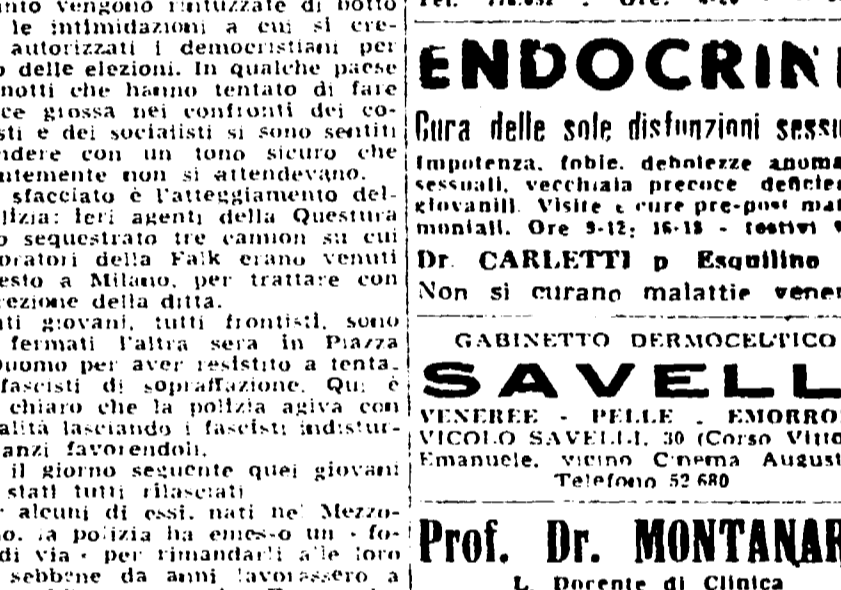 vengono rintuzzate di botto
le intimidazioni a cui si cre-
autorizzati i democristiani per
delle elezioni. In qualche paese
notti che hanno tentato di fare
ce grossa nei confronti dei co-
sti e dei socialisti si sono sentiti
ndere con un tono sicuro che
ntemente non si attendevano.
sfacciato è l'atteggiamento del-
lizia: ieri agenti della Questura
o sequestrato tre camion su cui
oratori della Falk erano venuti
esto a Milano, per trattare con
rezione della ditta.
ti giovani, tutti frontisti, sono
fermati l'altra sera in Piazza
Duomo per aver resistito a tenta-
fascisti di sopraffazione. Qui è
chiaro che la polizia agiva con
alità lasciando i fascisti indistur-
anzi favorendoli.
il giorno seguente quei giovani
stati tutti rilasciati
r alcuni di essi, nati nel Mezzo-
o, la polizia ha emesso un « fo-
di via » per rimandarli alle loro
sebbene da anni lavorassero a
ENDOCRIN
Cura delle sole disfunzioni sessu
Impotenza, fobie, debolezze anoma
sessuali, vecchiaia precoce deficie
giovanili. Visite e cure pre-post mat
moniali. Ore 9-12; 16-18 - festivi
Dr. CARLETTI p Esquilino
Non si curano malattie vener
GABINETTO DERMOCELTICO
SAVELL
VENEREE - PELLE - EMORRO
VICOLO SAVELLI, 30 (Corso Vitto
Emanuele, vicino Cinema August
Telefono 52 680
Prof. Dr. MONTANAR
L. Docente di Clinica